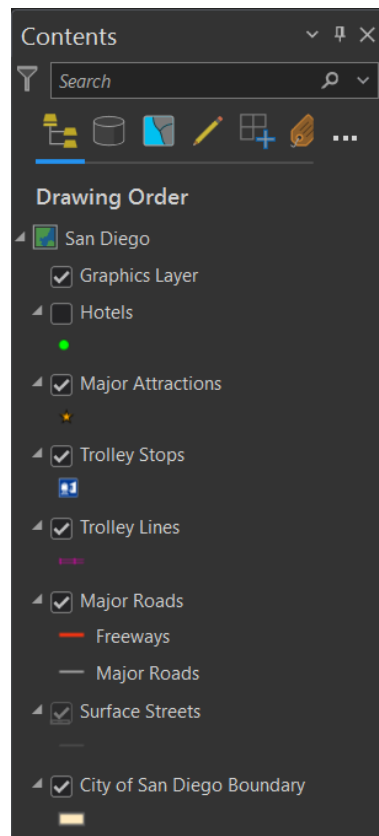 Contents
Search
Drawing Order
San Diego
Graphics Layer
Hotels
Major Attractions
Trolley Stops
Trolley Lines
Major Roads
Freeways
Major Roads
Surface Streets
City of San Diego Boundary